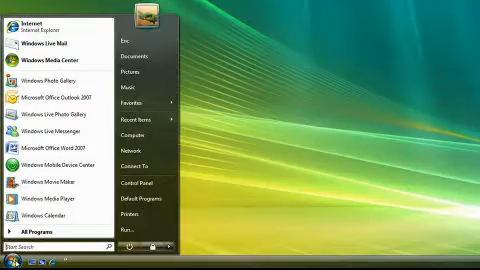 Internet
Internet Explorer
Windows Live Mail
Windows Media Center
Windows Photo Gallery
Microsoft Office Outlook 2007
Windows Live Photo Gallery
Windows Live Messenger
Microsoft Office Word 2007
Windows Mobile Device Center
Windows Movie Maker
Windows Media Player
Windows Calendar
All Programs
Start Search
Eric
Documents
Pictures
Music
Favorites
Recent Items
Computer
Network
Connect To
Control Panel
Default Programs
Printers
Run...